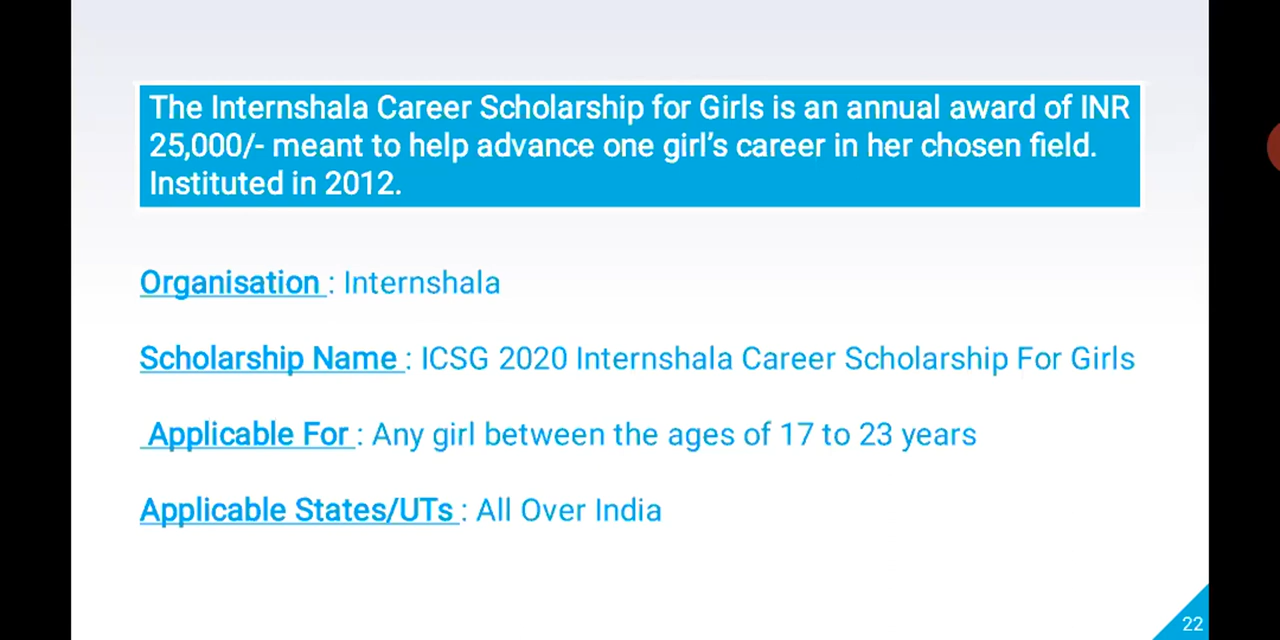 The Internshala Career Scholarship for Girls is an annual award of INR
25,000/- meant to help advance one girl's career in her chosen field.
Instituted in 2012.
Organisation : Internshala
Scholarship Name : ICSG 2020 Internshala Career Scholarship For Girls
Applicable For : Any girl between the ages of 17 to 23 years
Applicable States/UTs : All Over India
22